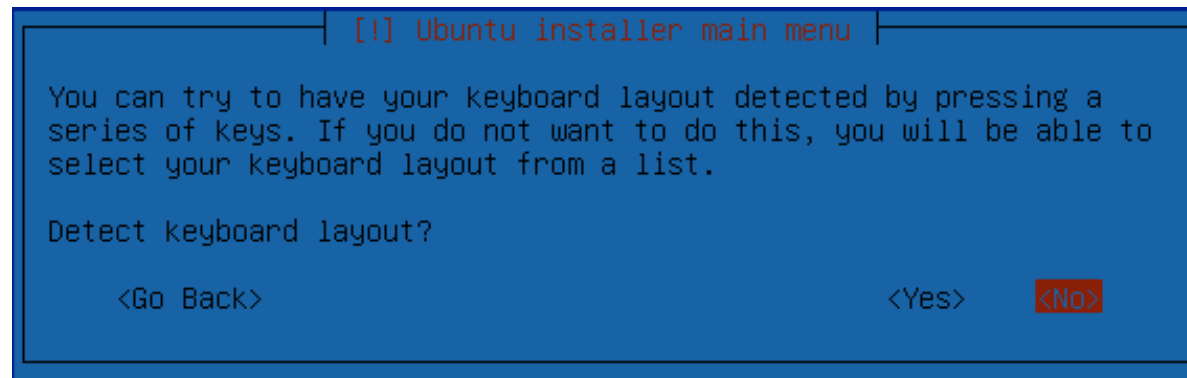 [!] Ubuntu installer main menu
You can try to have your keyboard layout detected by pressing a
series of keys. If you do not want to do this, you will be able to
select your keyboard layout from a list.
Detect keyboard layout?
<Go Back> <Yes> <No>